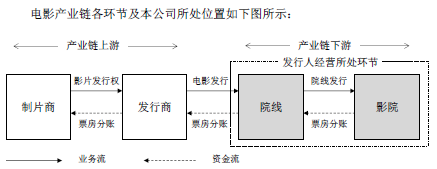 电影产业链各环节及本公司所处位置如下图所示：
产业链上游 产业链下游
发行人经营所处环节
影片发行权 电影发行 院线发行
制片商 发行商 院线 影院
票房分账 票房分账 票房分账
业务流 资金流